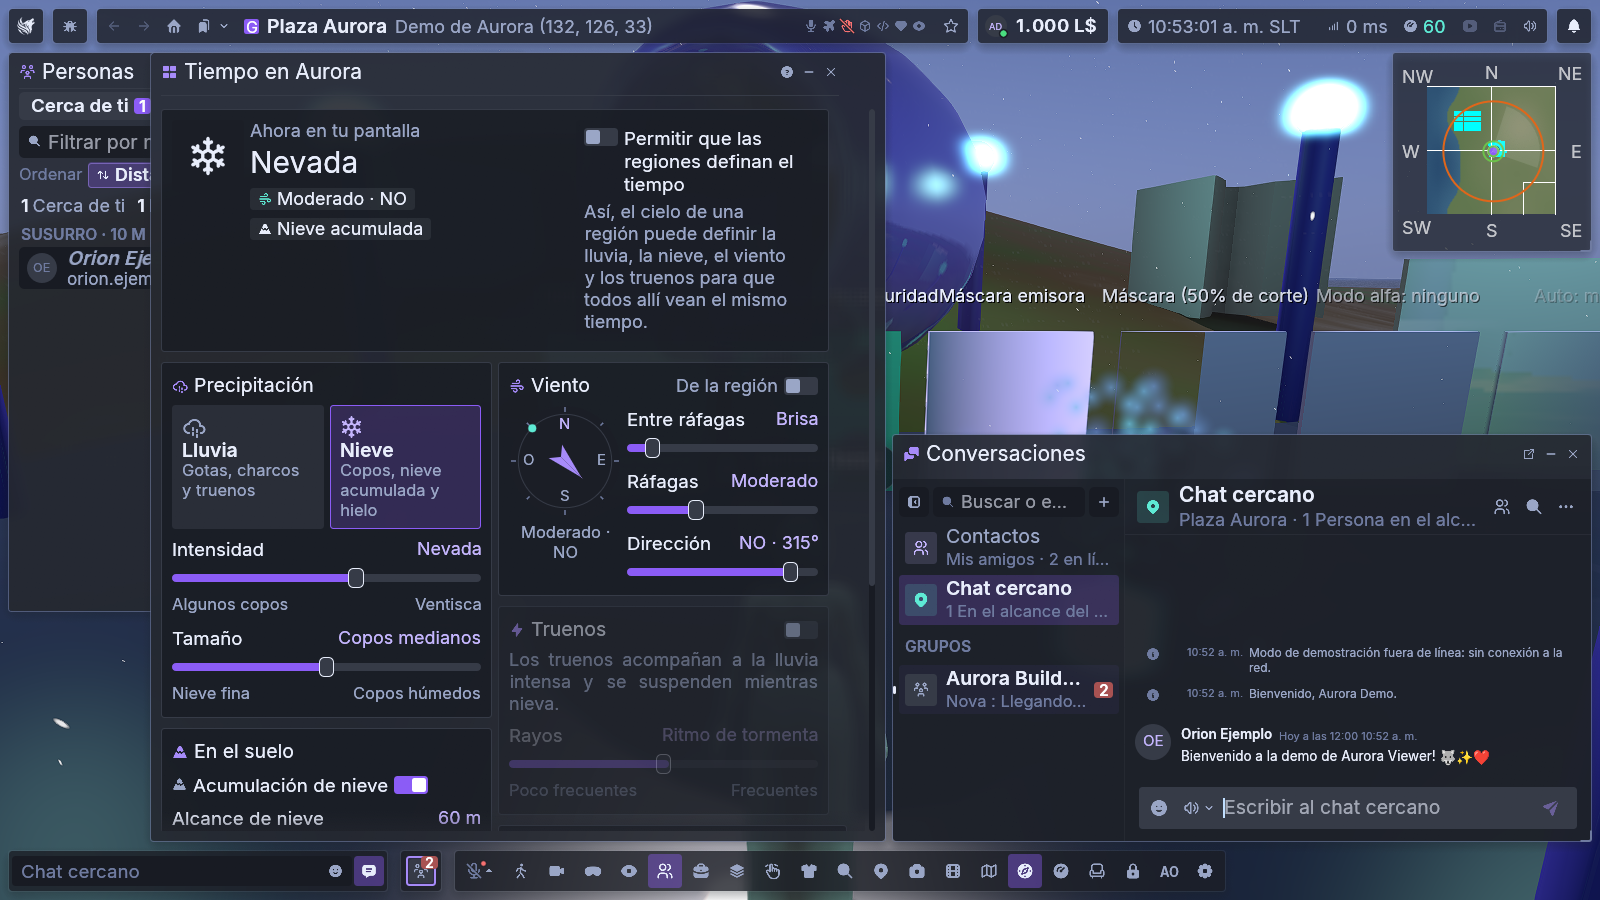 Plaza Aurora Demo de Aurora (132, 126, 33)
AD 1.000 L$
10:53:01 a. m. SLT 0 ms 60
Personas
Cerca de ti 1
Filtrar por
Ordenar Dist
1 Cerca de ti 1
SUSURRO · 10 M
OE Orion Eje
orion.ejem
Tiempo en Aurora
Ahora en tu pantalla
Nevada
Moderado · NO
Nieve acumulada
Permitir que las
regiones definan el
tiempo
Así, el cielo de una
región puede definir la
lluvia, la nieve, el viento
y los truenos para que
todos allí vean el mismo
tiempo.
Precipitación
Lluvia
Gotas, charcos
y truenos
Nieve
Copos, nieve
acumulada y
hielo
Intensidad Nevada
Algunos copos Ventisca
Tamaño Copos medianos
Nieve fina Copos húmedos
En el suelo
Acumulación de nieve
Alcance de nieve 60 m
Viento De la región
N
O E
S
Moderado ·
NO
Entre ráfagas Brisa
Ráfagas Moderado
Dirección NO · 315°
Truenos
Los truenos acompañan a la lluvia
intensa y se suspenden mientras
nieva.
Rayos Ritmo de tormenta
Poco frecuentes Frecuentes
NW N NE
W E
SW S SE
uridad Máscara emisora Máscara (50% de corte) Modo alfa: ninguno Auto: m
Conversaciones
Buscar o e...
Contactos
Mis amigos · 2 en lí...
Chat cercano
1 En el alcance del ...
GRUPOS
Aurora Build... 2
Nova : Llegando...
Chat cercano
Plaza Aurora · 1 Persona en el alc...
10:52 a. m. Modo de demostración fuera de línea: sin conexión a la
red.
10:52 a. m. Bienvenido, Aurora Demo.
OE Orion Ejemplo Hoy a las 12:00 10:52 a. m.
Bienvenido a la demo de Aurora Viewer! 🐺✨❤️
Escribir al chat cercano
Chat cercano
2
AO